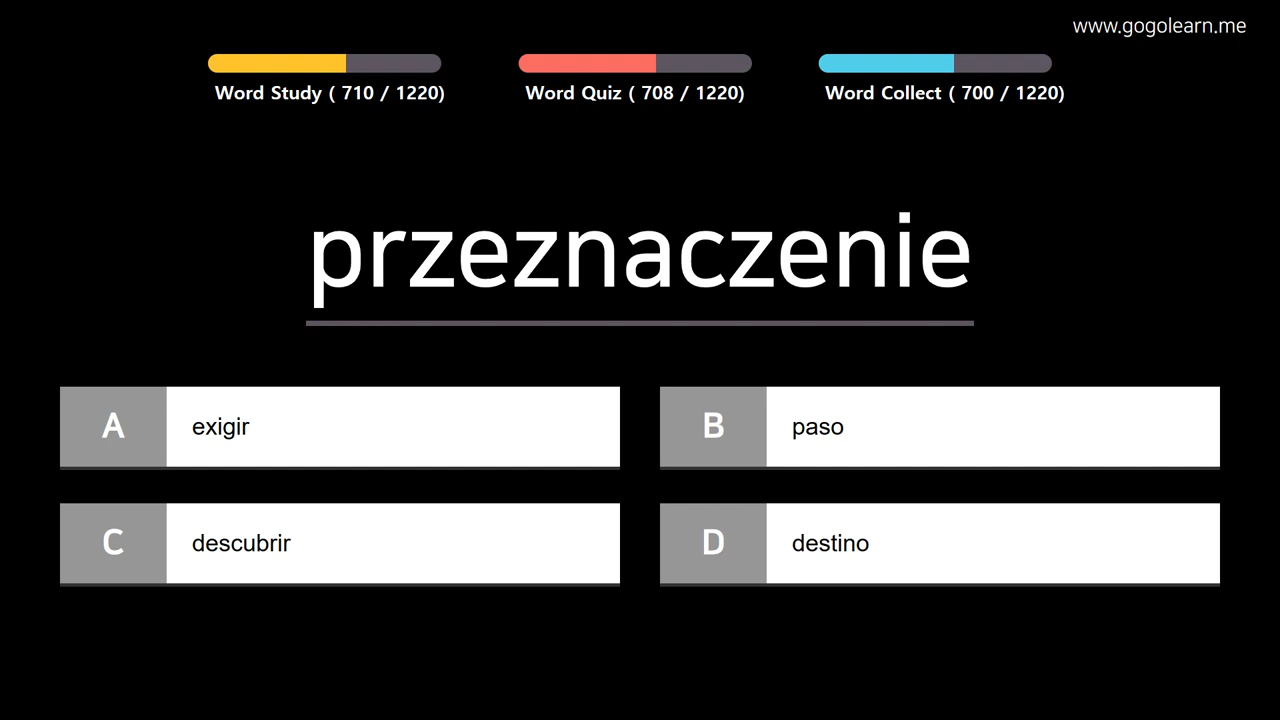 www.gogolearn.me
Word Study ( 710 / 1220)
Word Quiz ( 708 / 1220)
Word Collect ( 700 / 1220)
przeznaczenie
A exigir
B paso
C descubrir
D destino